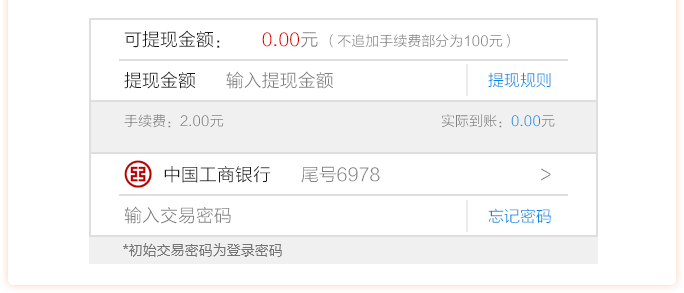 可提现金额： 0.00元（不追加手续费部分为100元）
提现金额 输入提现金额 提现规则
手续费：2.00元 实际到账：0.00元
中国工商银行 尾号6978 >
输入交易密码 忘记密码
*初始交易密码为登录密码